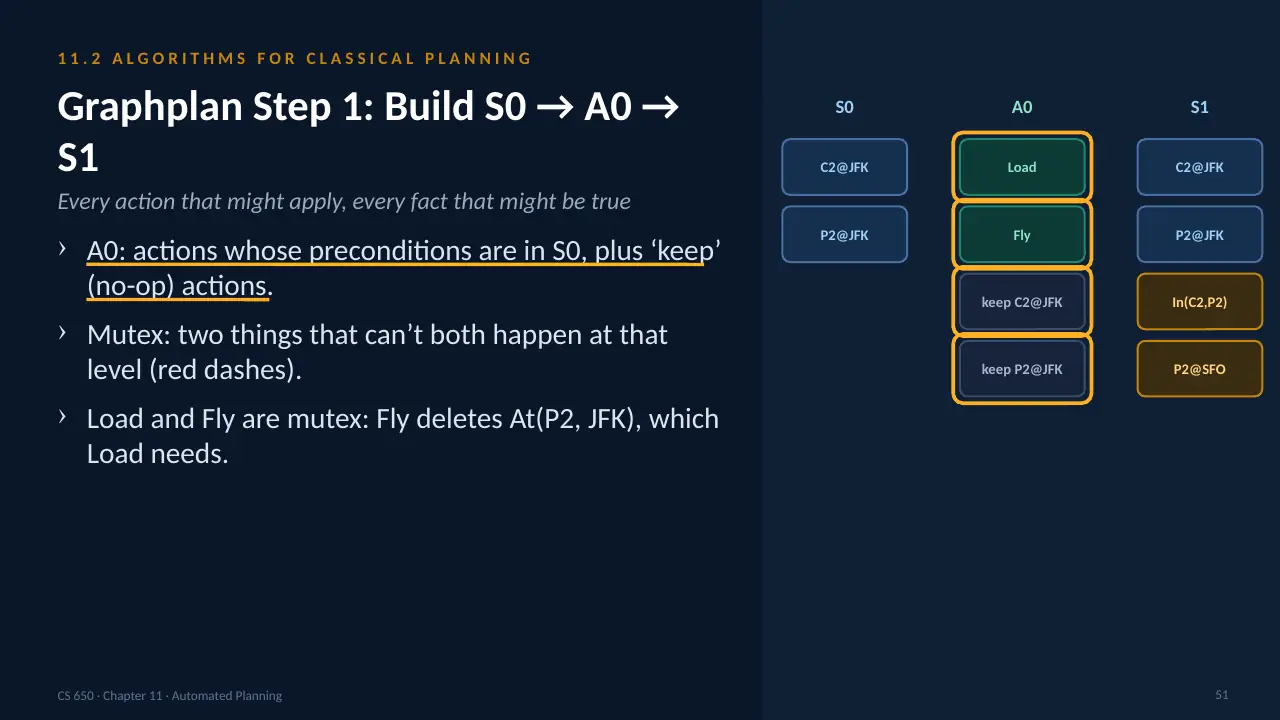 11.2 ALGORITHMS FOR CLASSICAL PLANNING
Graphplan Step 1: Build S0 → A0 →
S1
Every action that might apply, every fact that might be true
› A0: actions whose preconditions are in S0, plus ‘keep’
(no-op) actions.
› Mutex: two things that can’t both happen at that
level (red dashes).
› Load and Fly are mutex: Fly deletes At(P2, JFK), which
Load needs.
S0
A0
S1
C2@JFK
Load
C2@JFK
P2@JFK
Fly
P2@JFK
keep C2@JFK
In(C2,P2)
keep P2@JFK
P2@SFO
CS 650 · Chapter 11 · Automated Planning
51